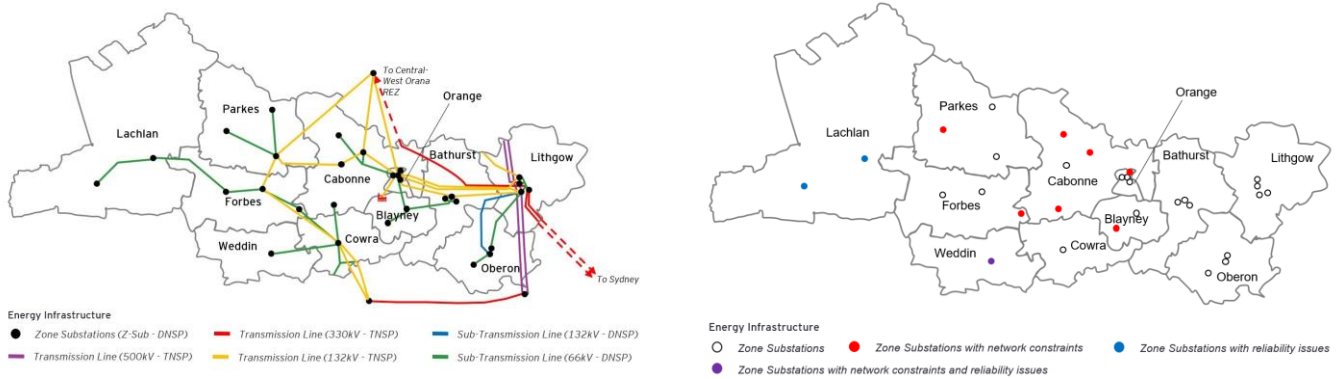 To Central-
West Orana
REZ
Orange
Parkes
Lachlan
Bathurst
Lithgow
Cabonne
Forbes
Blayney
Weddin
Cowra
Oberon
To Sydney
Energy Infrastructure
Zone Substations (Z-Sub - DNSP)
Transmission Line (330kV - TNSP)
Sub-Transmission Line (132kV - DNSP)
Transmission Line (500kV - TNSP)
Transmission Line (132kV - TNSP)
Sub-Transmission Line (66kV - DNSP)
Orange
Parkes
Lachlan
Bathurst
Lithgow
Cabonne
Forbes
Blayney
Cowra
Weddin
Oberon
Energy Infrastructure
Zone Substations
Zone Substations with network constraints
Zone Substations with reliability issues
Zone Substations with network constraints and reliability issues